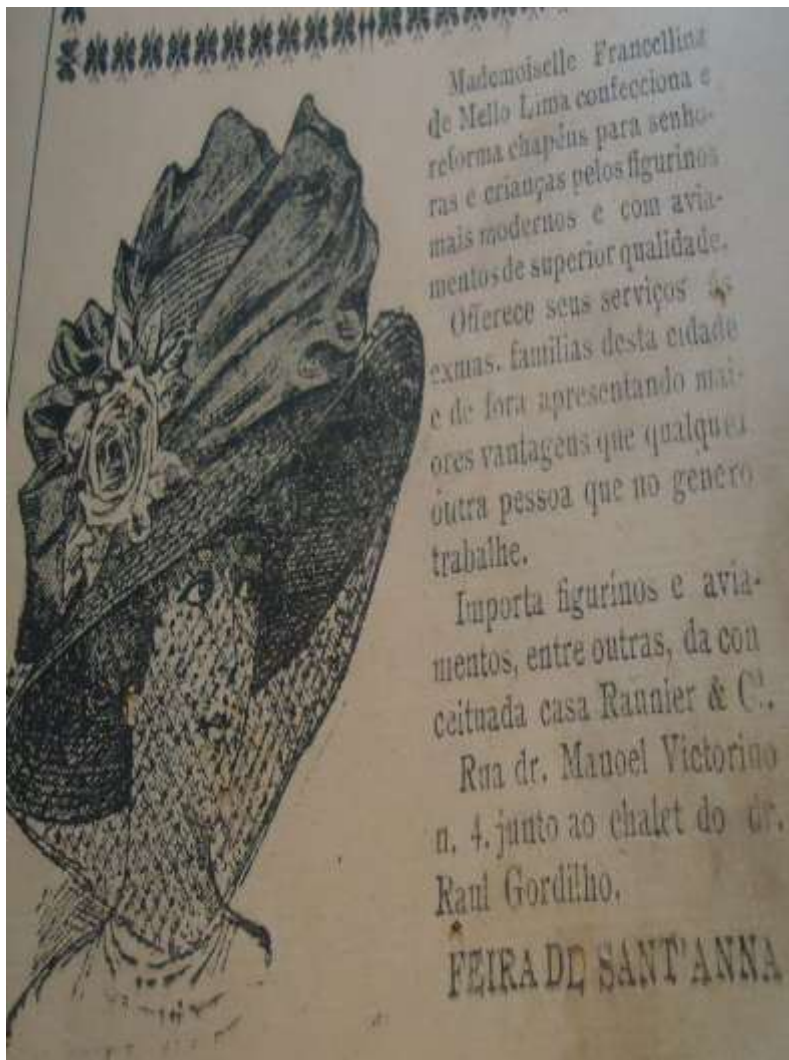 Mademoiselle Francellina
de Mello Lima confecciona e
reforma chapéus para senho-
ras e crianças pelos figurinos
mais modernos e com avia-
mentos de superior qualidade.
Offerece seus serviços ás
exmas. familias desta cidade
e de fora apresentando mai-
ores vantagens que qualquer
outra pessoa que no genero
trabalhe.
Importa figurinos e avia-
mentos, entre outras, da con
ceituada casa Raunier & Cª.
Rua dr. Manoel Victorino
n. 4. junto ao chalet do dr.
Raul Gordilho.
FEIRA DE SANT'ANNA